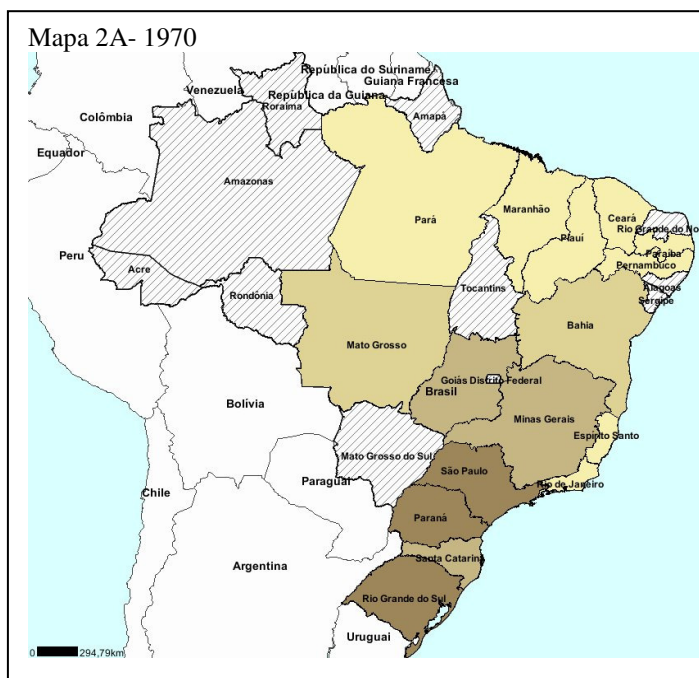 Mapa 2A- 1970
República do Suriname
Guiana Francesa
Venezuela
República da Guiana
Roraima
Amapá
Colômbia
Equador
Amazonas
Pará
Maranhão
Ceará
Rio Grande do No
Piauí
Paraíba
Pernambuco
Peru
Acre
Rondônia
Tocantins
Alagoas
Sergipe
Mato Grosso
Bahia
Goiás Distrito Federal
Brasil
Bolívia
Minas Gerais
Espírito Santo
Mato Grosso do Sul
São Paulo
Paraguai
Rio de Janeiro
Chile
Paraná
Santa Catarina
Argentina
Rio Grande do Sul
Uruguai
0 294,79km